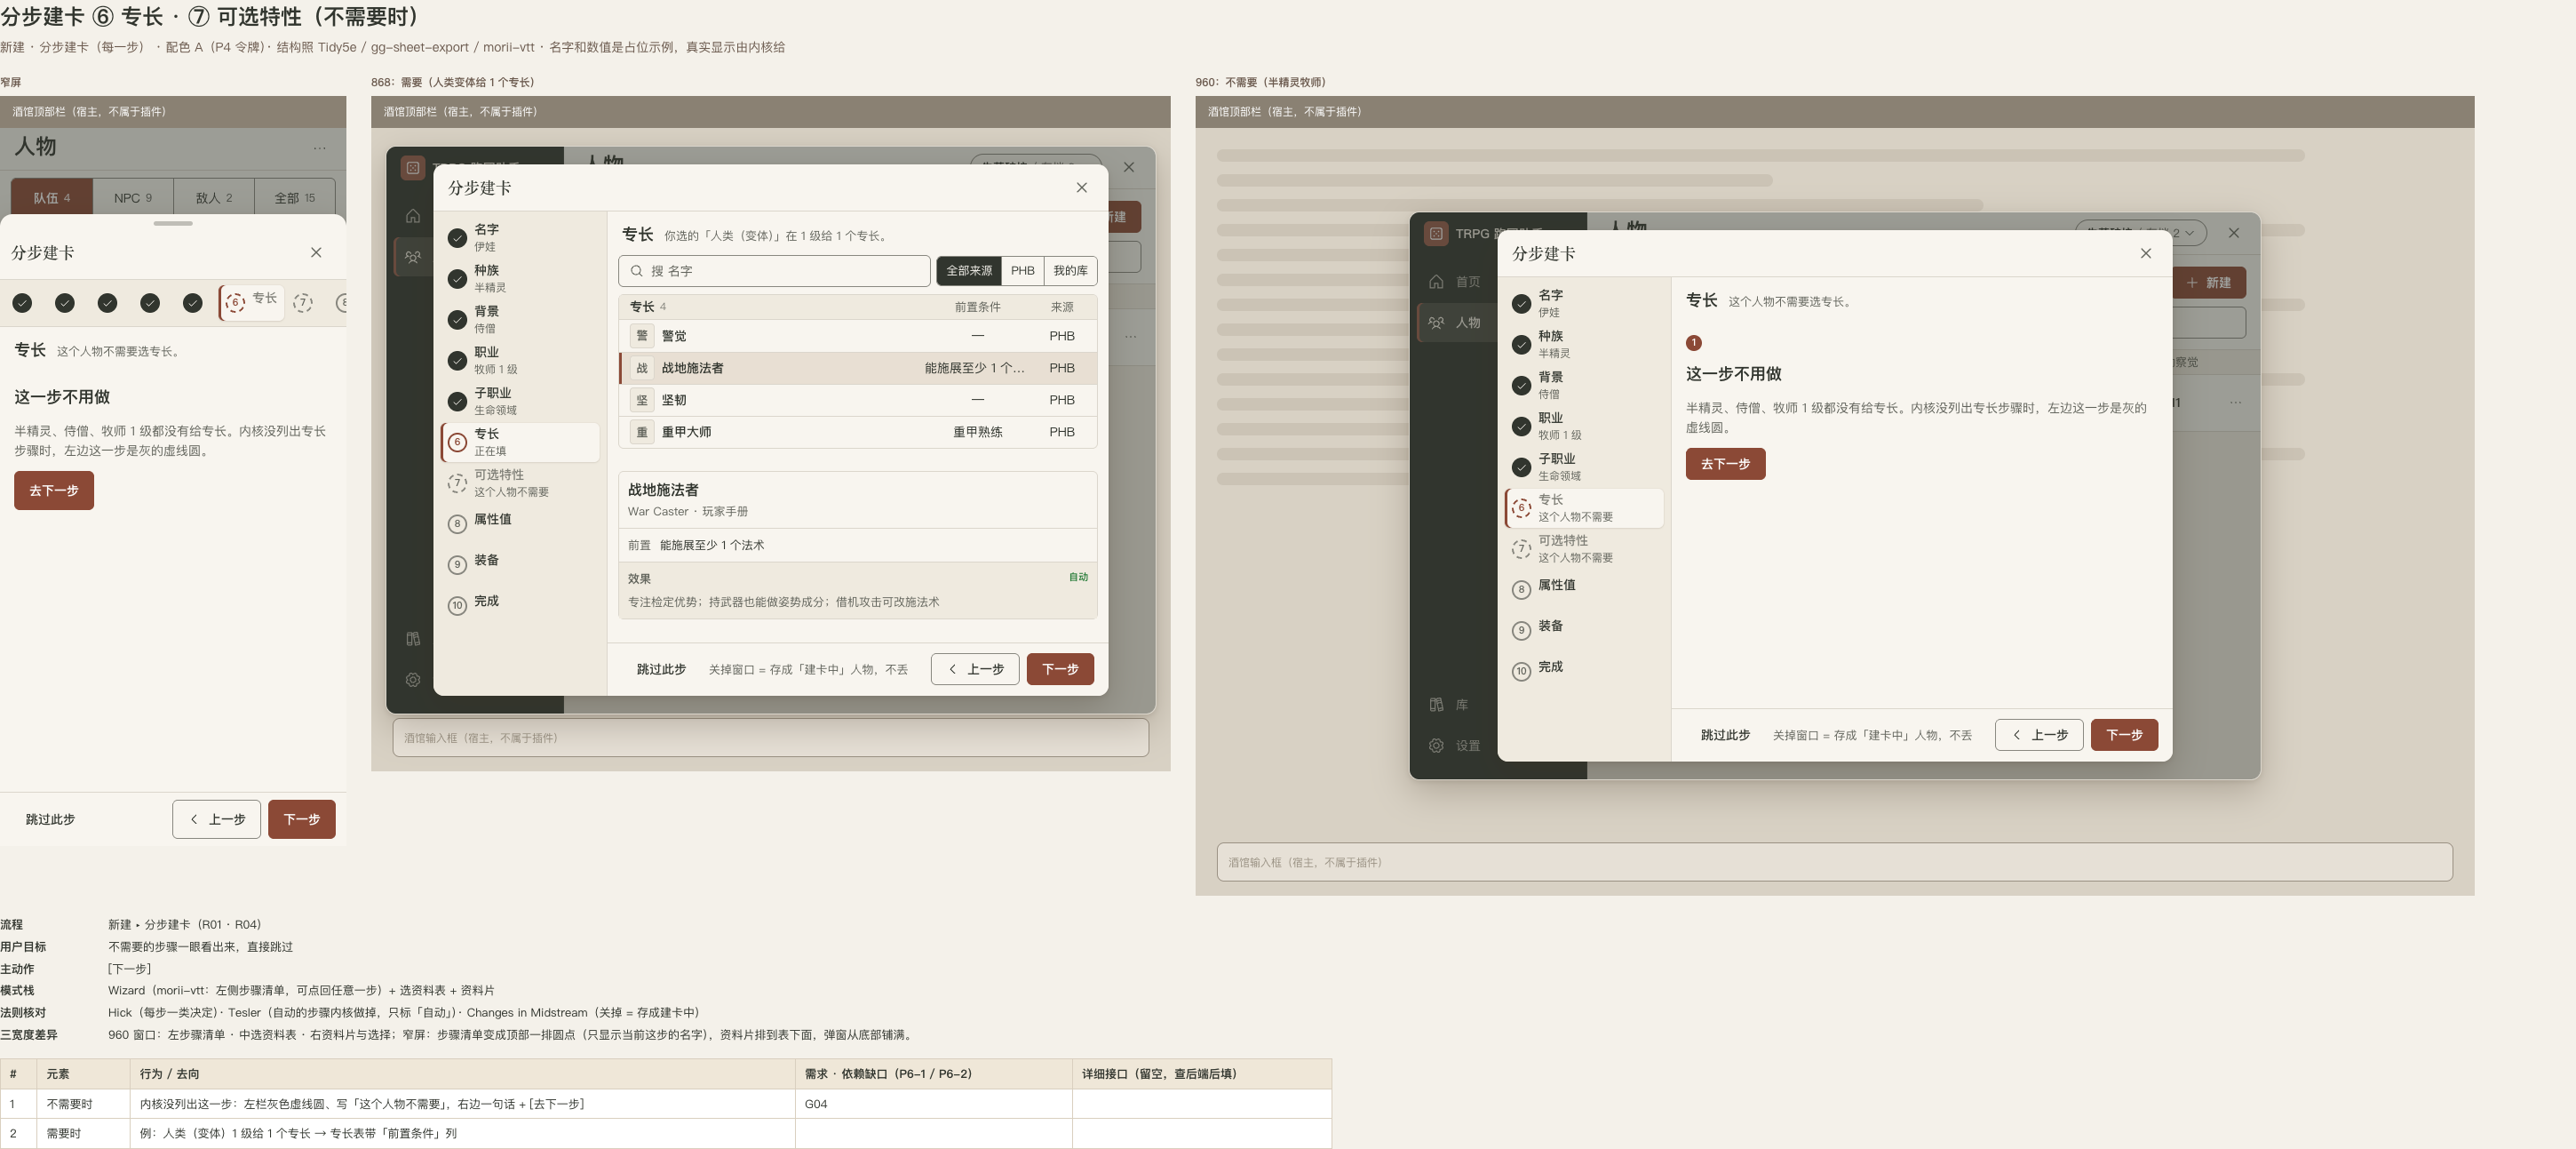 分步建卡 ⑥ 专长 · ⑦ 可选特性（不需要时）
新建 · 分步建卡（每一步） · 配色 A（P4 令牌）· 结构照 Tidy5e / gg-sheet-export / morii-vtt · 名字和数值是占位示例，真实显示由内核给
窄屏
酒馆顶部栏（宿主，不属于插件）
人物
队伍 4
NPC 9
敌人 2
全部 15
分步建卡
6 专长
7
专长 这个人物不需要选专长。
这一步不用做
半精灵、侍僧、牧师 1 级都没有给专长。内核没列出专长
步骤时，左边这一步是灰的虚线圆。
去下一步
跳过此步
上一步
下一步
868：需要（人类变体给 1 个专长）
酒馆顶部栏（宿主，不属于插件）
新建
分步建卡
名字
伊娃
种族
半精灵
背景
侍僧
职业
牧师 1 级
子职业
生命领域
6 专长
正在填
7 可选特性
这个人物不需要
8 属性值
9 装备
10 完成
专长 你选的「人类（变体）」在 1 级给 1 个专长。
搜 名字
全部来源
PHB
我的库
专长 4 前置条件 来源
警 警觉 — PHB
战 战地施法者 能施展至少 1 个… PHB
坚 坚韧 — PHB
重 重甲大师 重甲熟练 PHB
战地施法者
War Caster · 玩家手册
前置 能施展至少 1 个法术
效果 自动
专注检定优势；持武器也能做姿势成分；借机攻击可改施法术
跳过此步 关掉窗口 = 存成「建卡中」人物，不丢 上一步 下一步
酒馆输入框（宿主，不属于插件）
960：不需要（半精灵牧师）
酒馆顶部栏（宿主，不属于插件）
TRPG
首页
人物
库
设置
新建
分步建卡
名字
伊娃
种族
半精灵
背景
侍僧
职业
牧师 1 级
子职业
生命领域
6 专长
这个人物不需要
7 可选特性
这个人物不需要
8 属性值
9 装备
10 完成
专长 这个人物不需要选专长。
1
这一步不用做
半精灵、侍僧、牧师 1 级都没有给专长。内核没列出专长步骤时，左边这一步是灰的
虚线圆。
去下一步
跳过此步 关掉窗口 = 存成「建卡中」人物，不丢 上一步 下一步
酒馆输入框（宿主，不属于插件）
流程 新建 ‣ 分步建卡（R01 · R04）
用户目标 不需要的步骤一眼看出来，直接跳过
主动作 [下一步]
模式栈 Wizard（morii-vtt：左侧步骤清单，可点回任意一步）+ 选资料表 + 资料片
法则核对 Hick（每步一类决定）· Tesler（自动的步骤内核做掉，只标「自动」）· Changes in Midstream（关掉 = 存成建卡中）
三宽度差异 960 窗口：左步骤清单 · 中选资料表 · 右资料片与选择；窄屏：步骤清单变成顶部一排圆点（只显示当前这步的名字），资料片排到表下面，弹窗从底部铺满。
# 元素 行为 / 去向 需求 · 依赖缺口（P6-1 / P6-2） 详细接口（留空，查后端后填）
1 不需要时 内核没列出这一步：左栏灰色虚线圆、写「这个人物不需要」，右边一句话 + [去下一步] G04
2 需要时 例：人类（变体）1 级给 1 个专长 → 专长表带「前置条件」列